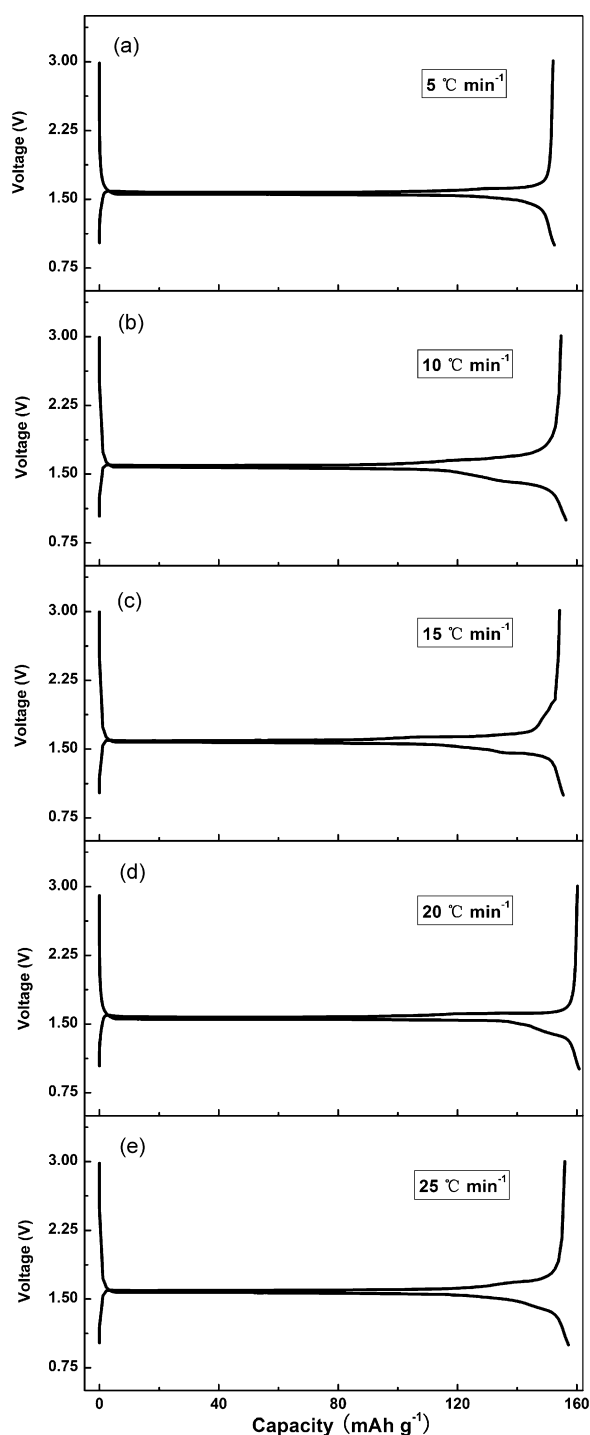 (a)
5 ℃ min-1
3.00
2.25
1.50
0.75
Voltage (V)
(b)
10 ℃ min-1
3.00
2.25
1.50
0.75
Voltage (V)
(c)
15 ℃ min-1
3.00
2.25
1.50
0.75
Voltage (V)
(d)
20 ℃ min-1
3.00
2.25
1.50
0.75
Voltage (V)
(e)
25 ℃ min-1
3.00
2.25
1.50
0.75
Voltage (V)
0 40 80 120 160
Capacity (mAh g-1)